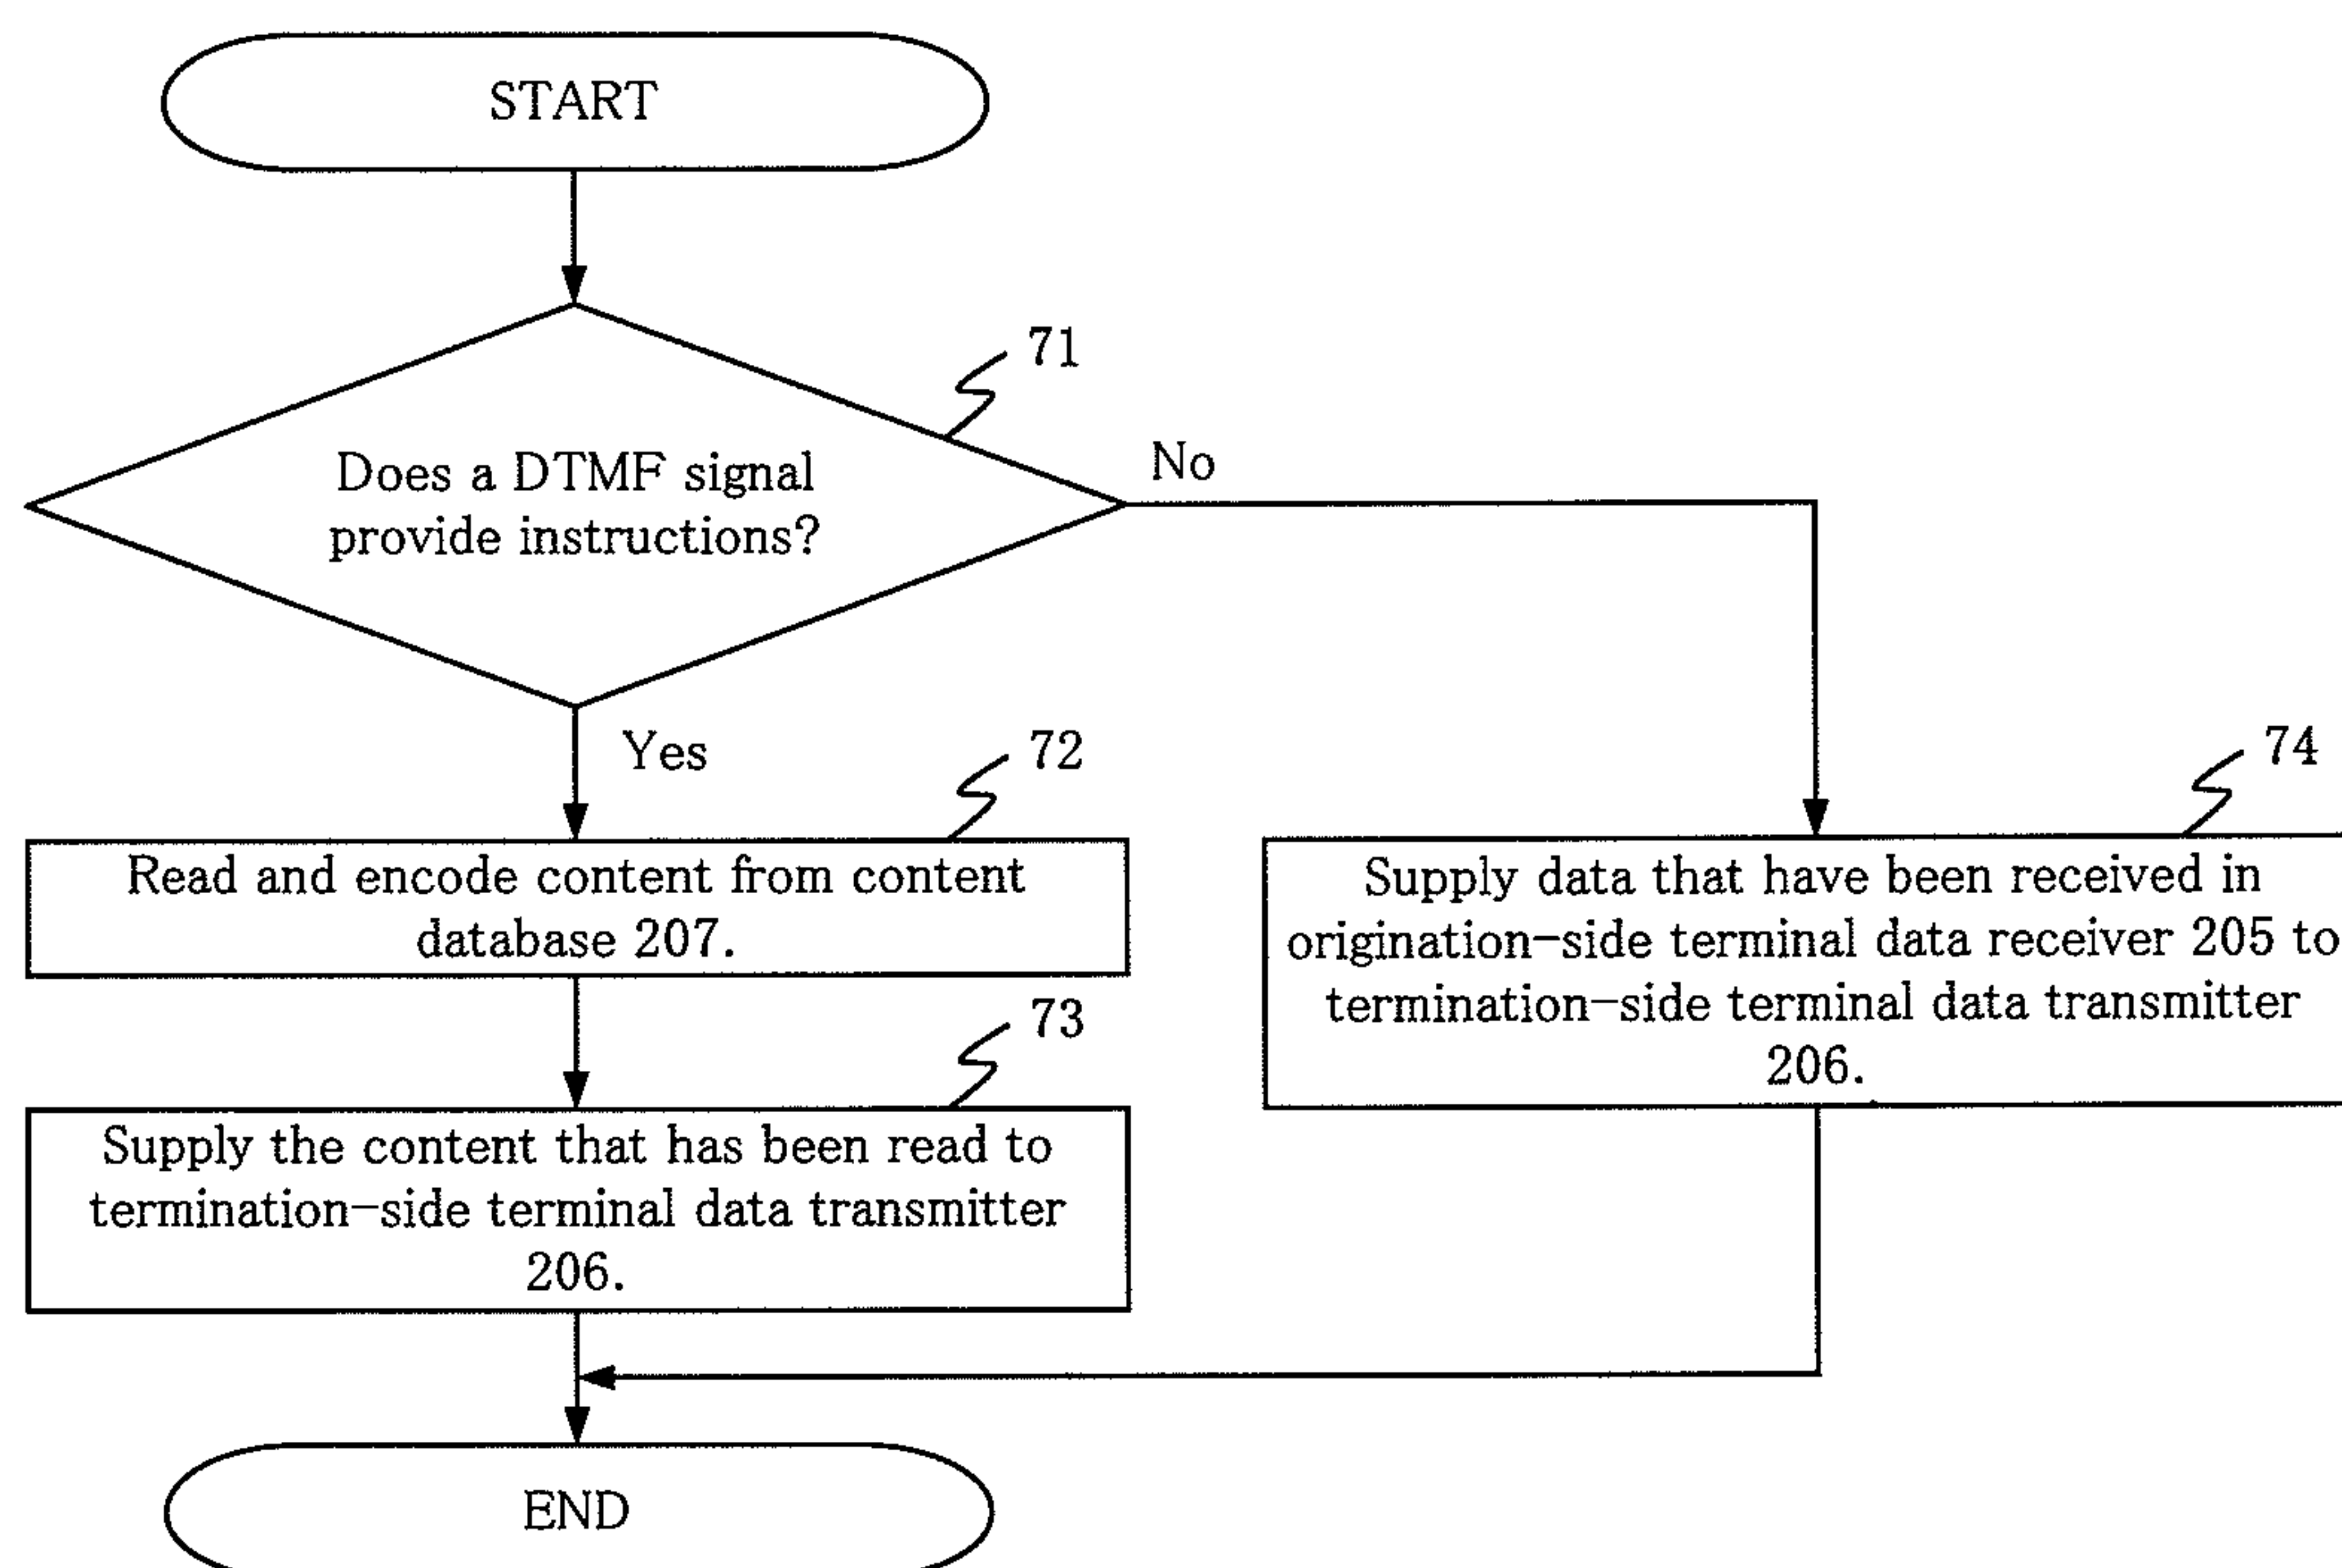 START
71
Does a DTMF signal
provide instructions?
No
Yes
72
Read and encode content from content
database 207.
74
Supply data that have been received in
origination-side terminal data receiver 205 to
termination-side terminal data transmitter
206.
73
Supply the content that has been read to
termination-side terminal data transmitter
206.
END